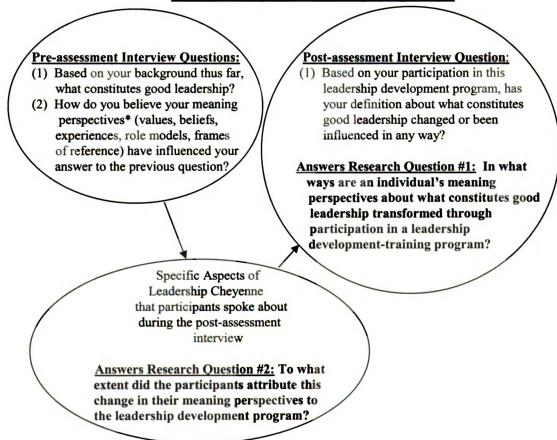 Pre-assessment Interview Questions:
(1) Based on your background thus far,
what constitutes good leadership?
(2) How do you believe your meaning
perspectives* (values, beliefs,
experiences, role models, frames
of reference) have influenced your
answer to the previous question?
Post-assessment Interview Question:
(1) Based on your participation in this
leadership development program, has
your definition about what constitutes
good leadership changed or been
influenced in any way?
Answers Research Question #1: In what
ways are an individual's meaning
perspectives about what constitutes good
leadership transformed through
participation in a leadership
development-training program?
Specific Aspects of
Leadership Cheyenne
that participants spoke about
during the post-assessment
interview
Answers Research Question #2: To what
extent did the participants attribute this
change in their meaning perspectives to
the leadership development program?